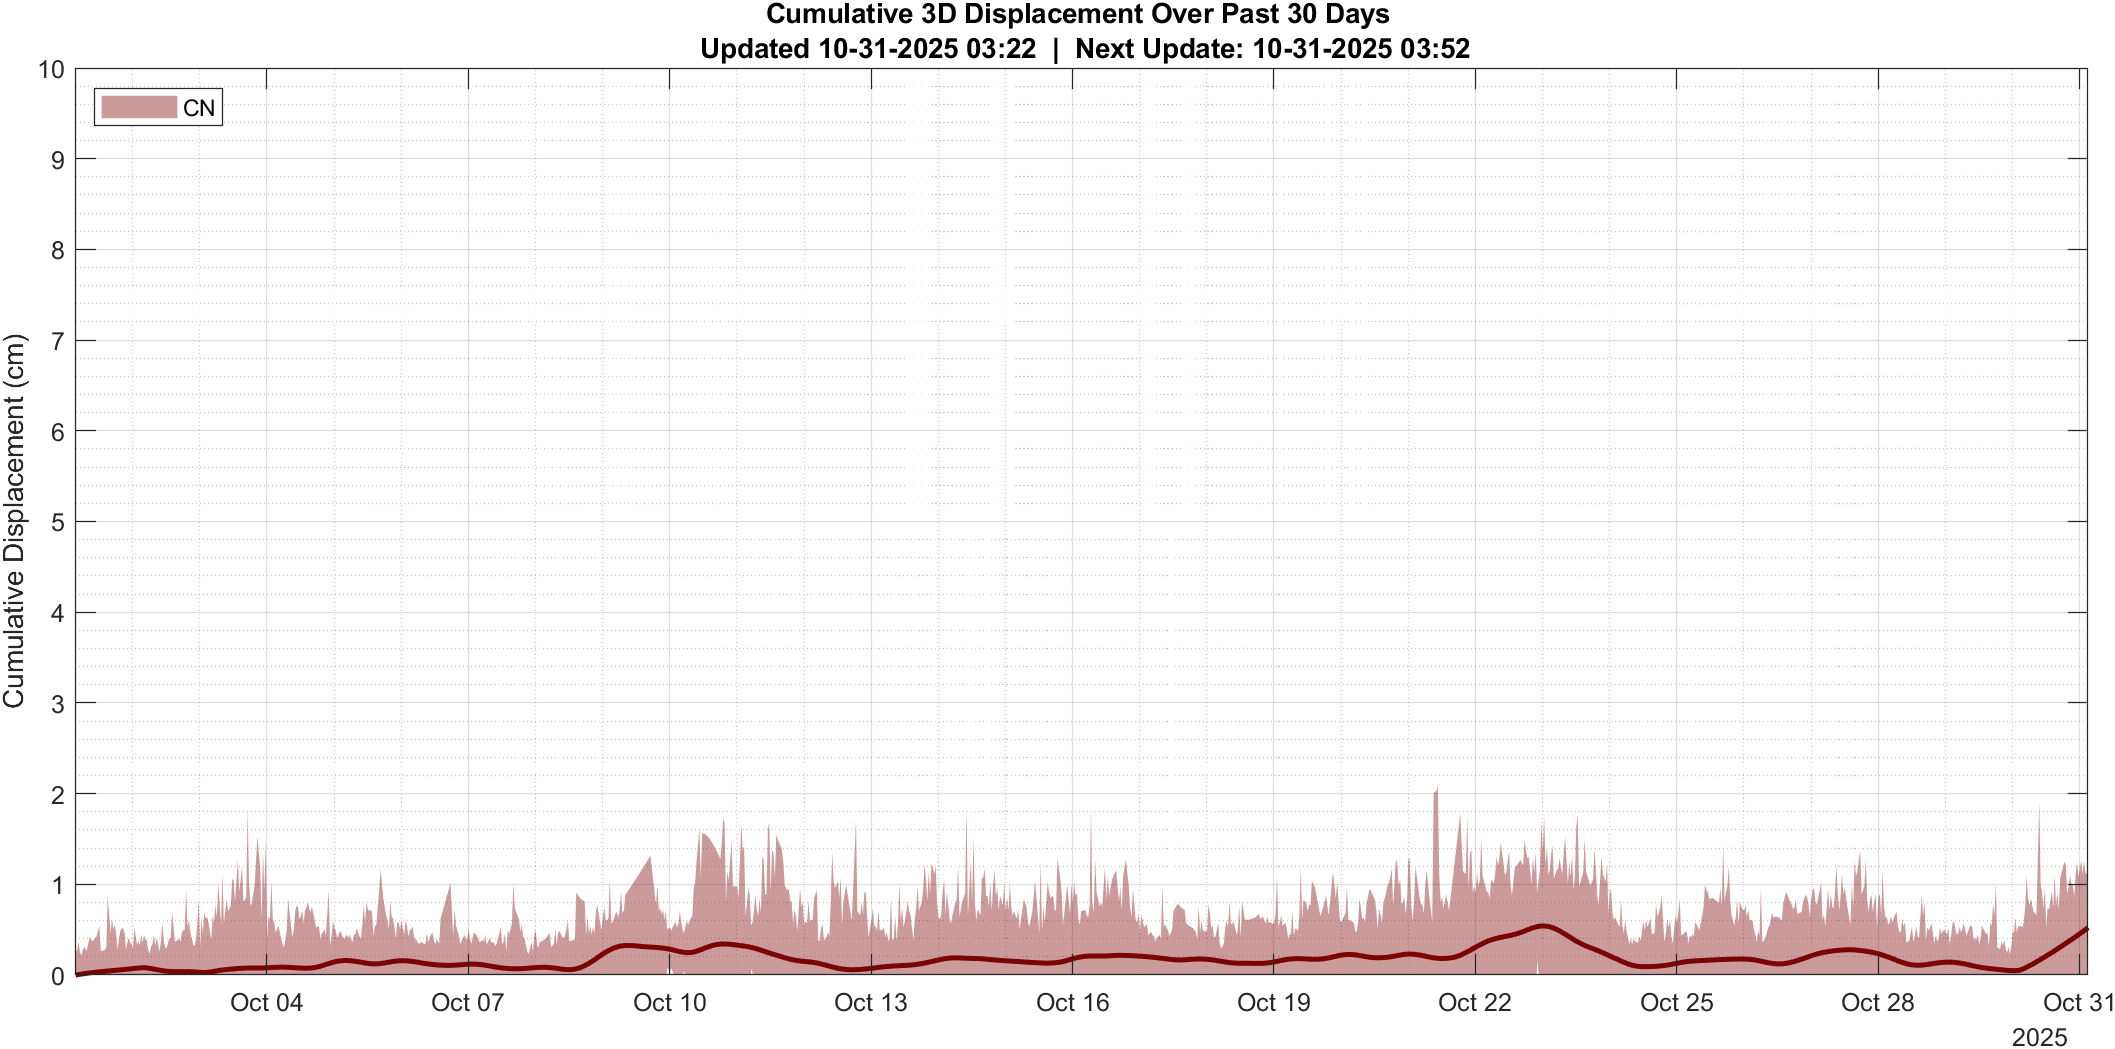 Cumulative 3D Displacement Over Past 30 Days
Updated 10-31-2025 03:22 | Next Update: 10-31-2025 03:52
CN
Cumulative Displacement (cm)
10
9
8
7
6
5
4
3
2
1
0
Oct 04 Oct 07 Oct 10 Oct 13 Oct 16 Oct 19 Oct 22 Oct 25 Oct 28 Oct 31
2025